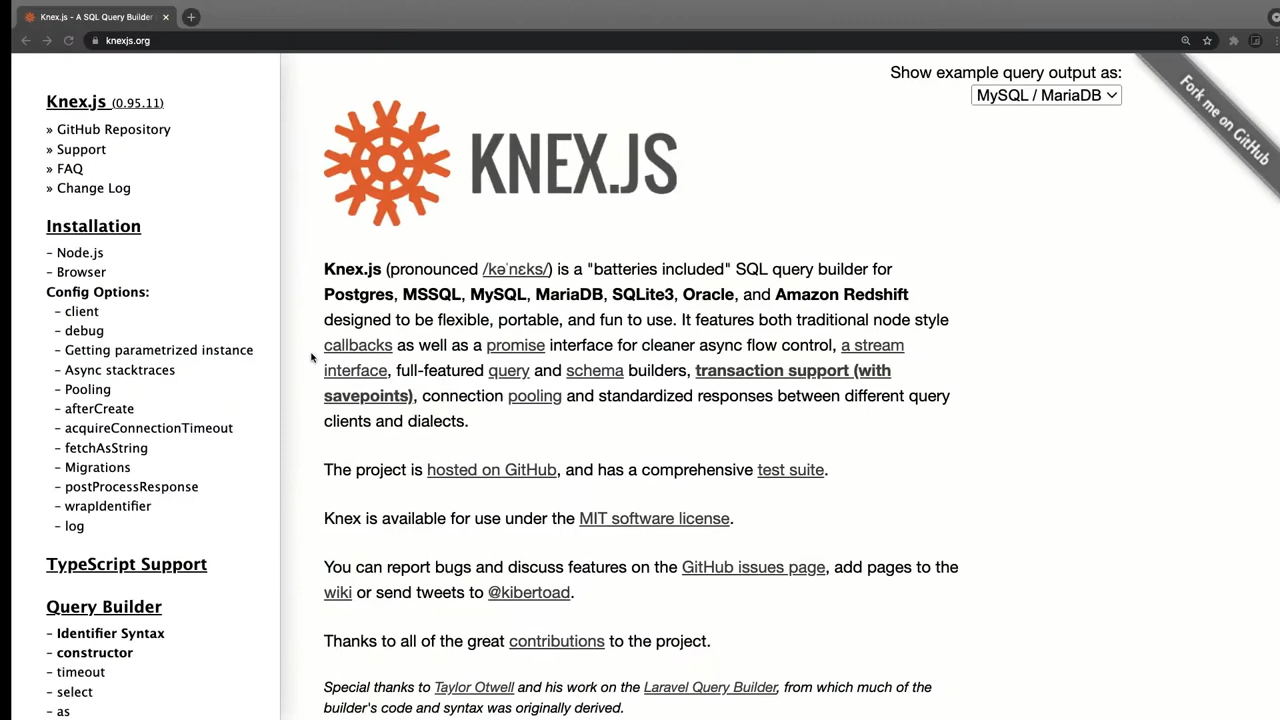 Knex.js - A SQL Query Builder
knexjs.org
Knex.js (0.95.11)
» GitHub Repository
» Support
» FAQ
» Change Log
Installation
- Node.js
- Browser
Config Options:
- client
- debug
- Getting parametrized instance
- Async stacktraces
- Pooling
- afterCreate
- acquireConnectionTimeout
- fetchAsString
- Migrations
- postProcessResponse
- wrapIdentifier
- log
TypeScript Support
Query Builder
- Identifier Syntax
- constructor
- timeout
- select
- as
Show example query output as:
MySQL / MariaDB
Fork me on GitHub
KNEX.JS
Knex.js (pronounced /kəˈnɛks/) is a "batteries included" SQL query builder for
Postgres, MSSQL, MySQL, MariaDB, SQLite3, Oracle, and Amazon Redshift
designed to be flexible, portable, and fun to use. It features both traditional node style
callbacks as well as a promise interface for cleaner async flow control, a stream
interface, full-featured query and schema builders, transaction support (with
savepoints), connection pooling and standardized responses between different query
clients and dialects.
The project is hosted on GitHub, and has a comprehensive test suite.
Knex is available for use under the MIT software license.
You can report bugs and discuss features on the GitHub issues page, add pages to the
wiki or send tweets to @kibertoad.
Thanks to all of the great contributions to the project.
Special thanks to Taylor Otwell and his work on the Laravel Query Builder, from which much of the
builder's code and syntax was originally derived.